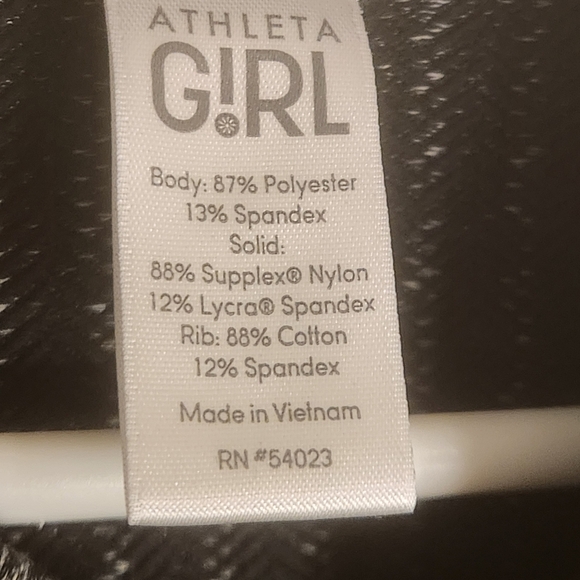 ATHLETA
G!RL
Body: 87% Polyester
13% Spandex
Solid:
88% Supplex® Nylon
12% Lycra® Spandex
Rib: 88% Cotton
12% Spandex
Made in Vietnam
RN #54023